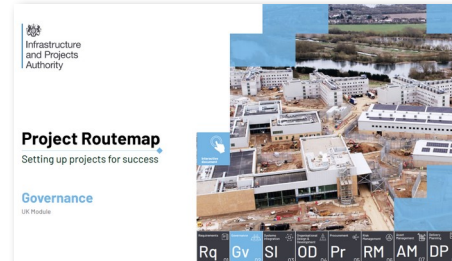 Infrastructure
and Projects
Authority
Project Routemap
Setting up projects for success
Governance
UK Module
Rq
Gv
SI
OD
Pr
RM
AM
DP